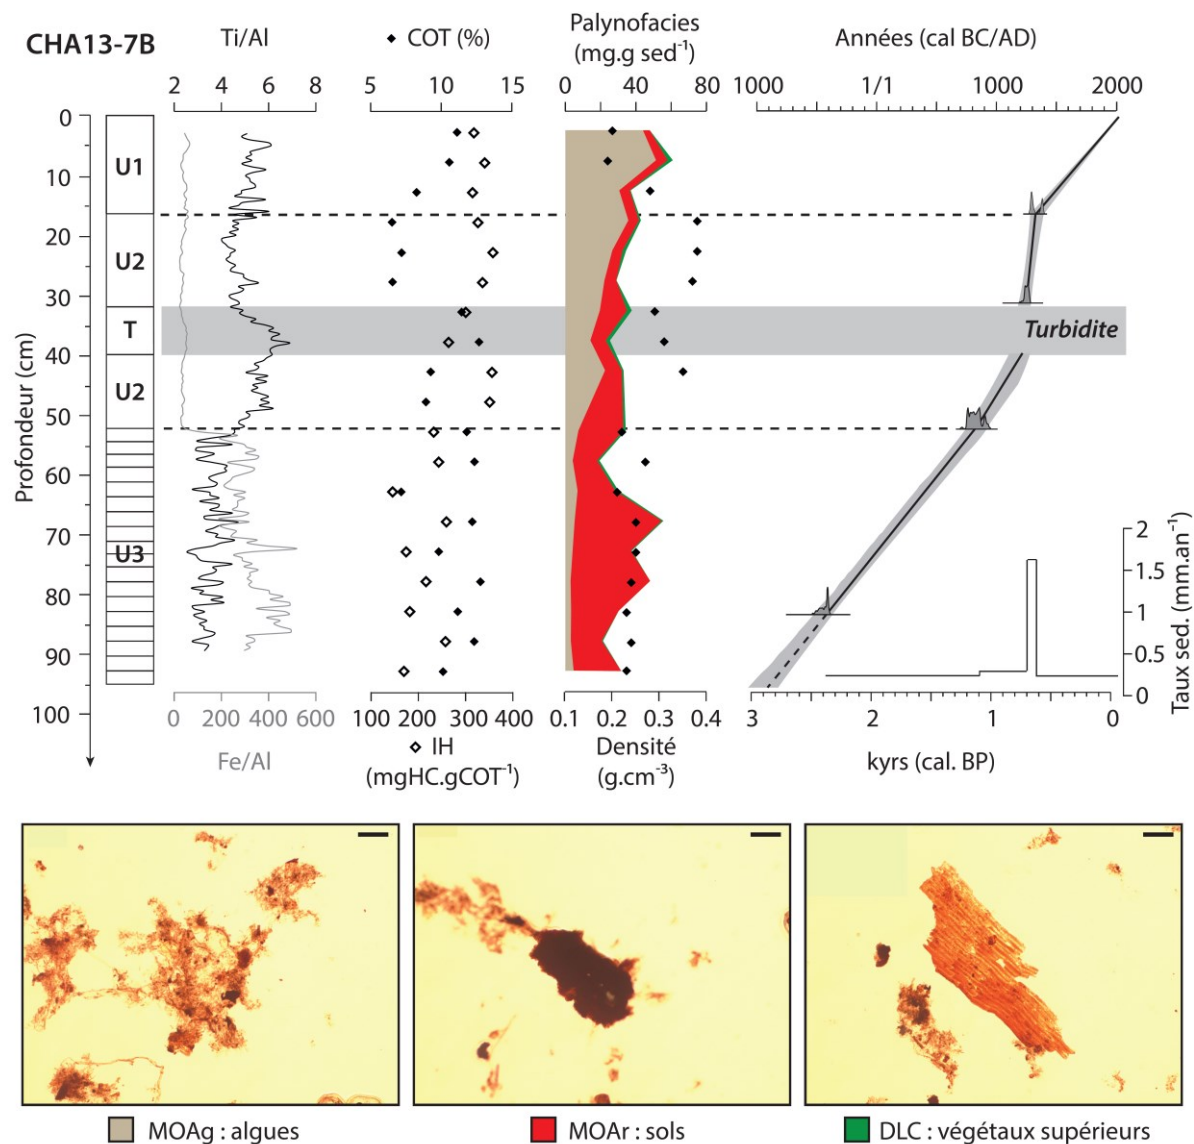 CHA13-7B
Ti/Al
◆ COT (%)
Palynofacies
(mg.g sed⁻¹)
Années (cal BC/AD)
2 4 6 8
5 10 15
0 40 80
1000 1/1 1000 2000
Profondeur (cm)
0
10
20
30
40
50
60
70
80
90
100
U1
U2
T
U2
U3
Turbidite
Taux sed. (mm.an⁻¹)
2
1.5
1
0.5
0
0 200 400 600
100 200 300 400
0.1 0.2 0.3 0.4
3 2 1 0
Fe/Al
◇ IH
(mgHC.gCOT⁻¹)
Densité
(g.cm⁻³)
kyrs (cal. BP)
MOAg : algues
MOAr : sols
DLC : végétaux supérieurs